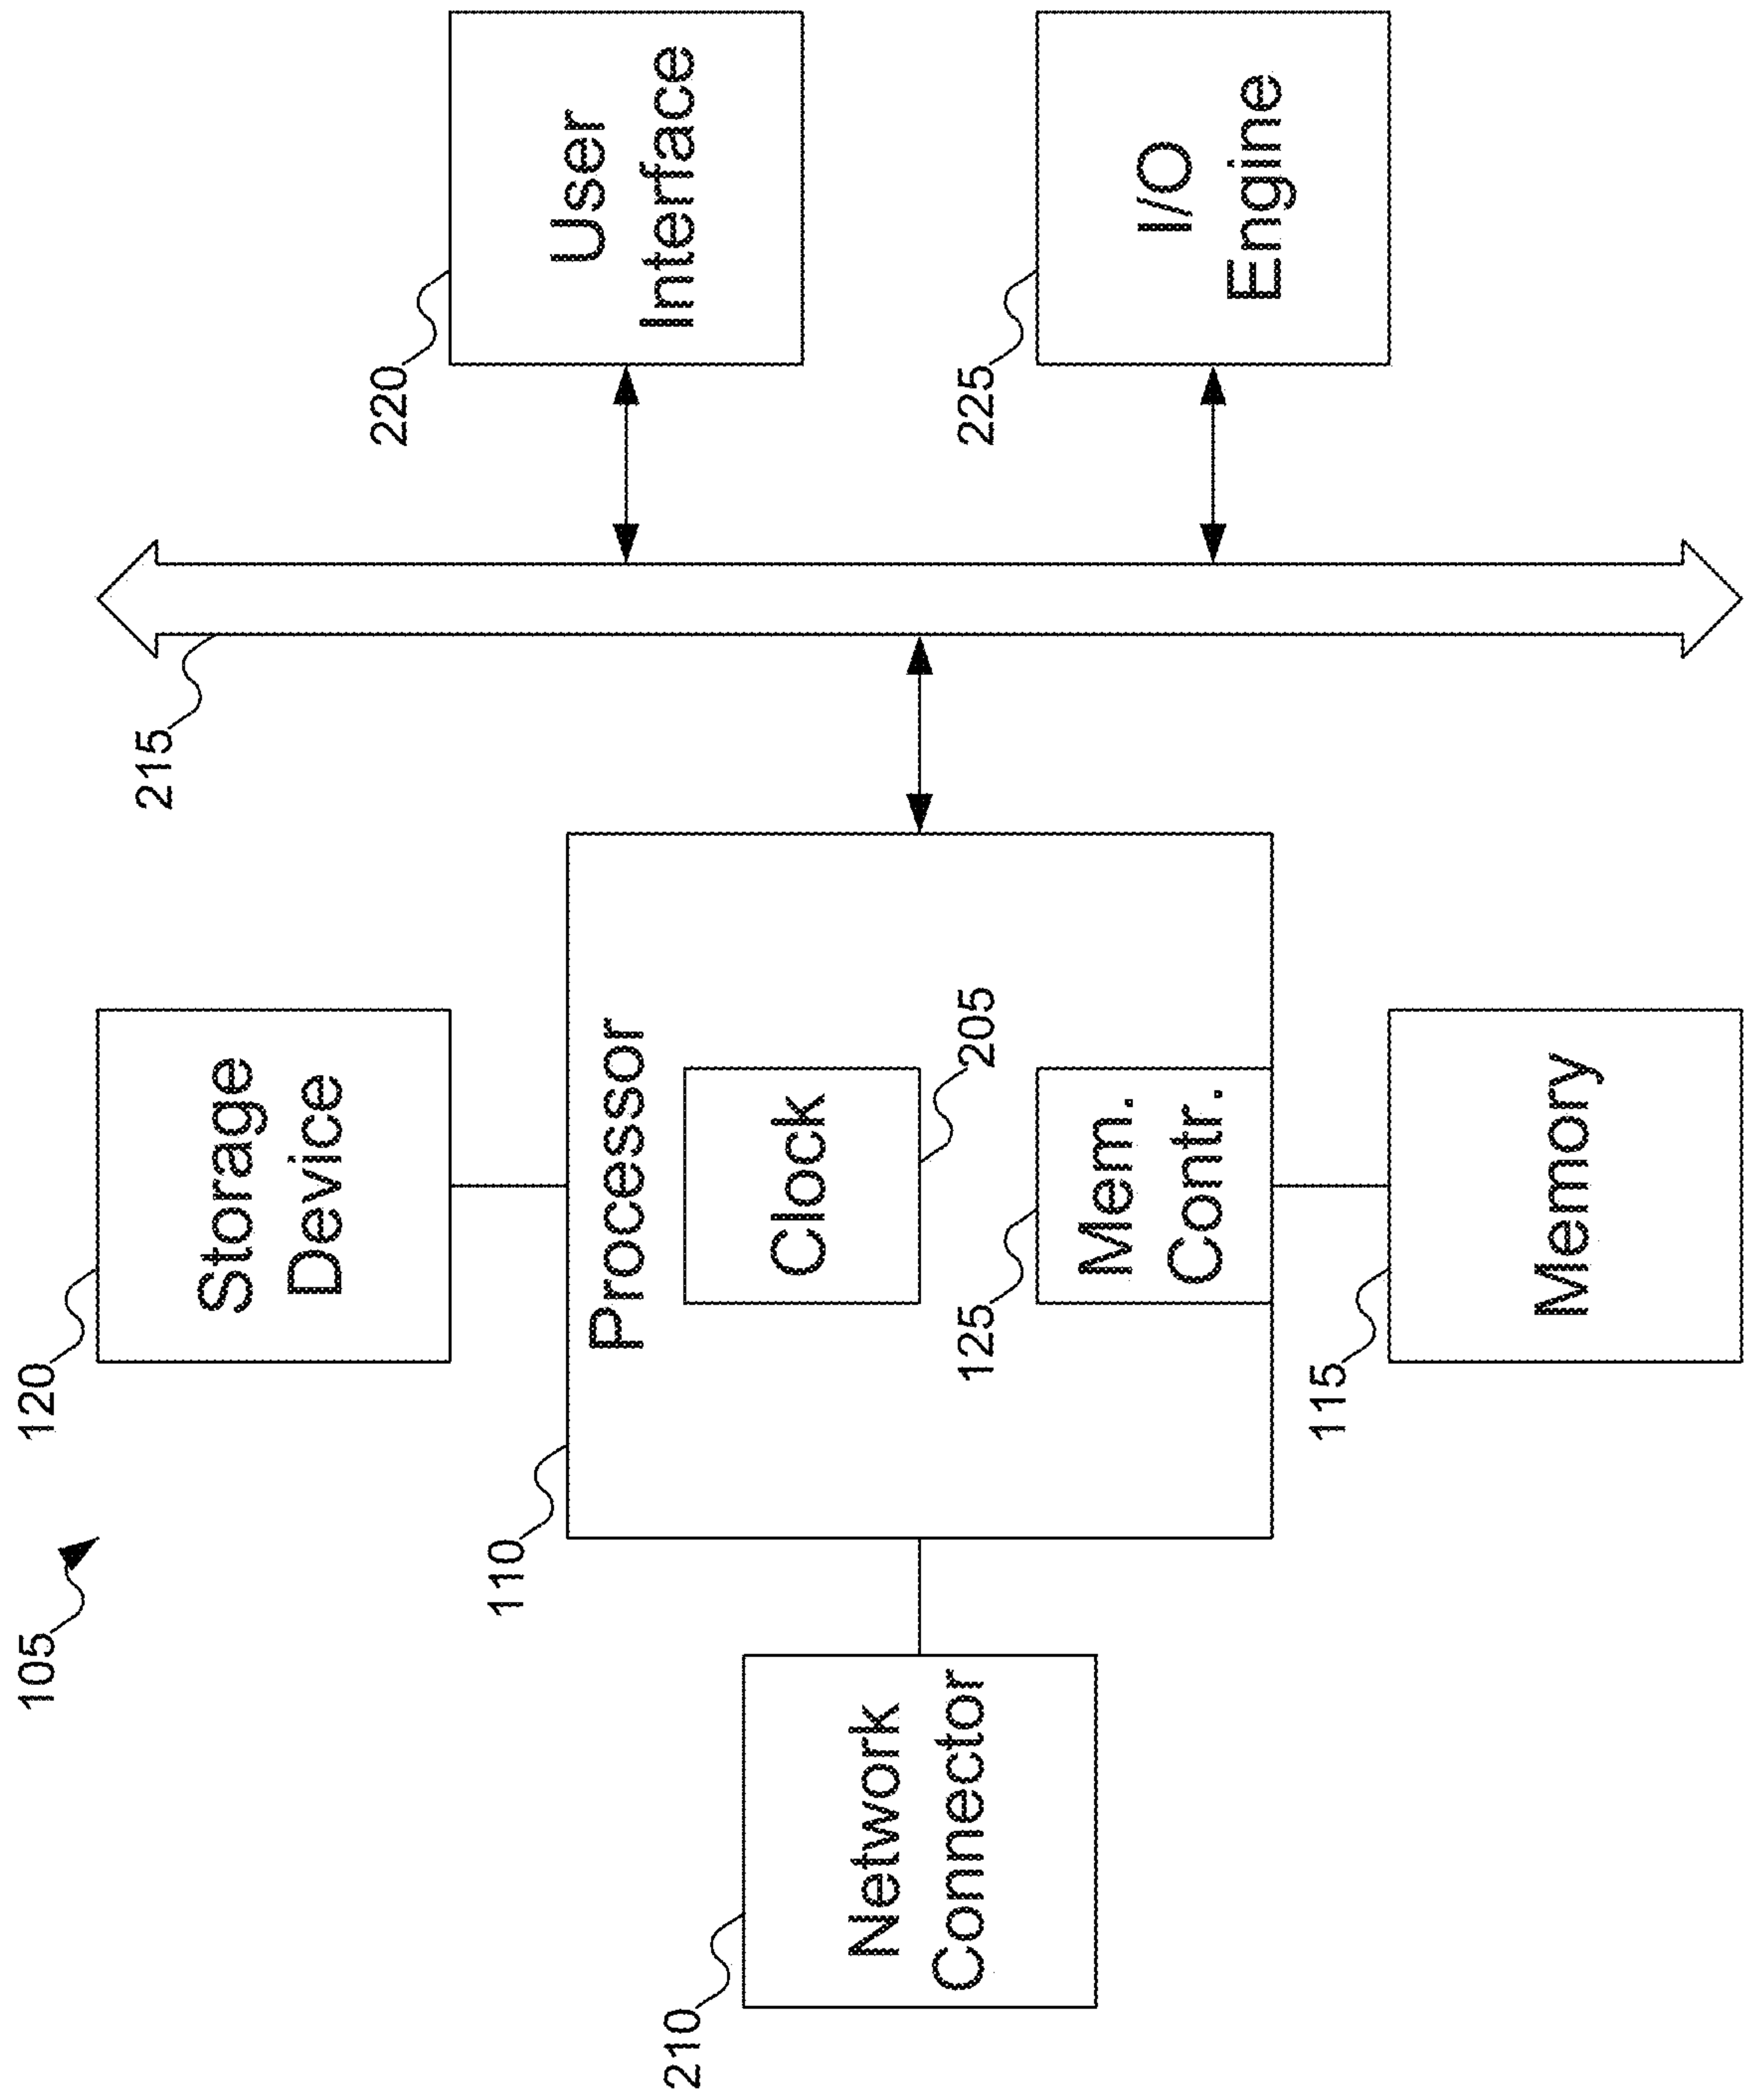 105
120
Storage
Device
215
220
User
Interface
110
Processor
210
Network
Connector
Clock
205
125
Mem.
Contr.
225
I/O
Engine
115
Memory